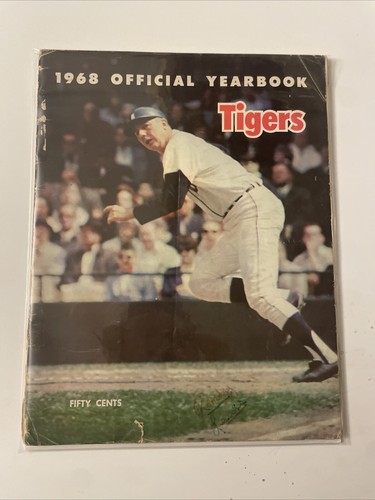 1968 OFFICIAL YEARBOOK
Tigers
FIFTY CENTS